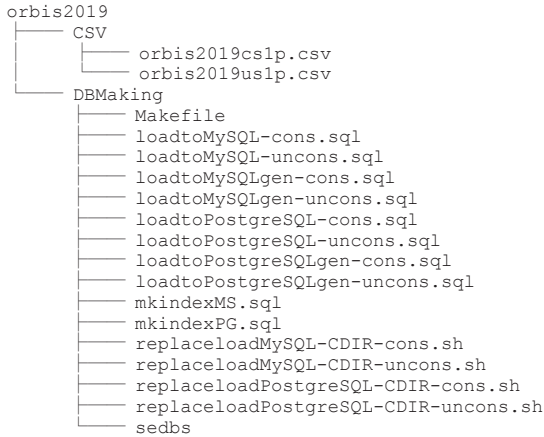 orbis2019
CSV
orbis2019cs1p.csv
orbis2019us1p.csv
DBMaking
Makefile
loadtoMySQL-cons.sql
loadtoMySQL-uncons.sql
loadtoMySQLgen-cons.sql
loadtoMySQLgen-uncons.sql
loadtoPostgreSQL-cons.sql
loadtoPostgreSQL-uncons.sql
loadtoPostgreSQLgen-cons.sql
loadtoPostgreSQLgen-uncons.sql
mkindexMS.sql
mkindexPG.sql
replaceloadMySQL-CDIR-cons.sh
replaceloadMySQL-CDIR-uncons.sh
replaceloadPostgreSQL-CDIR-cons.sh
replaceloadPostgreSQL-CDIR-uncons.sh
sedbs